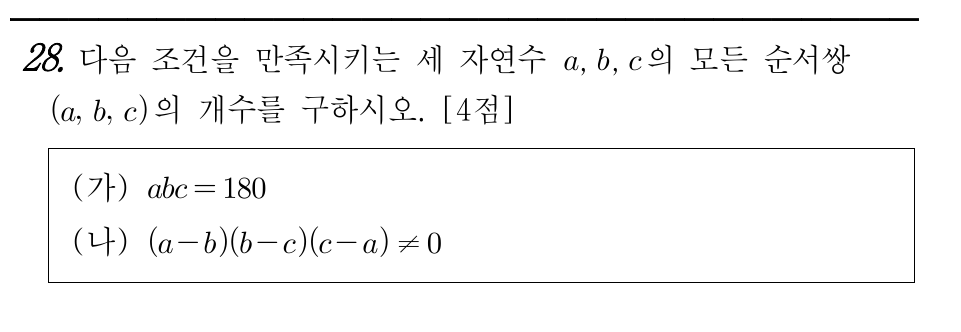 28. 다음 조건을 만족시키는 세 자연수 a, b, c의 모든 순서쌍
(a, b, c)의 개수를 구하시오. [4점]
(가) abc=180
(나) (a-b)(b-c)(c-a)≠0